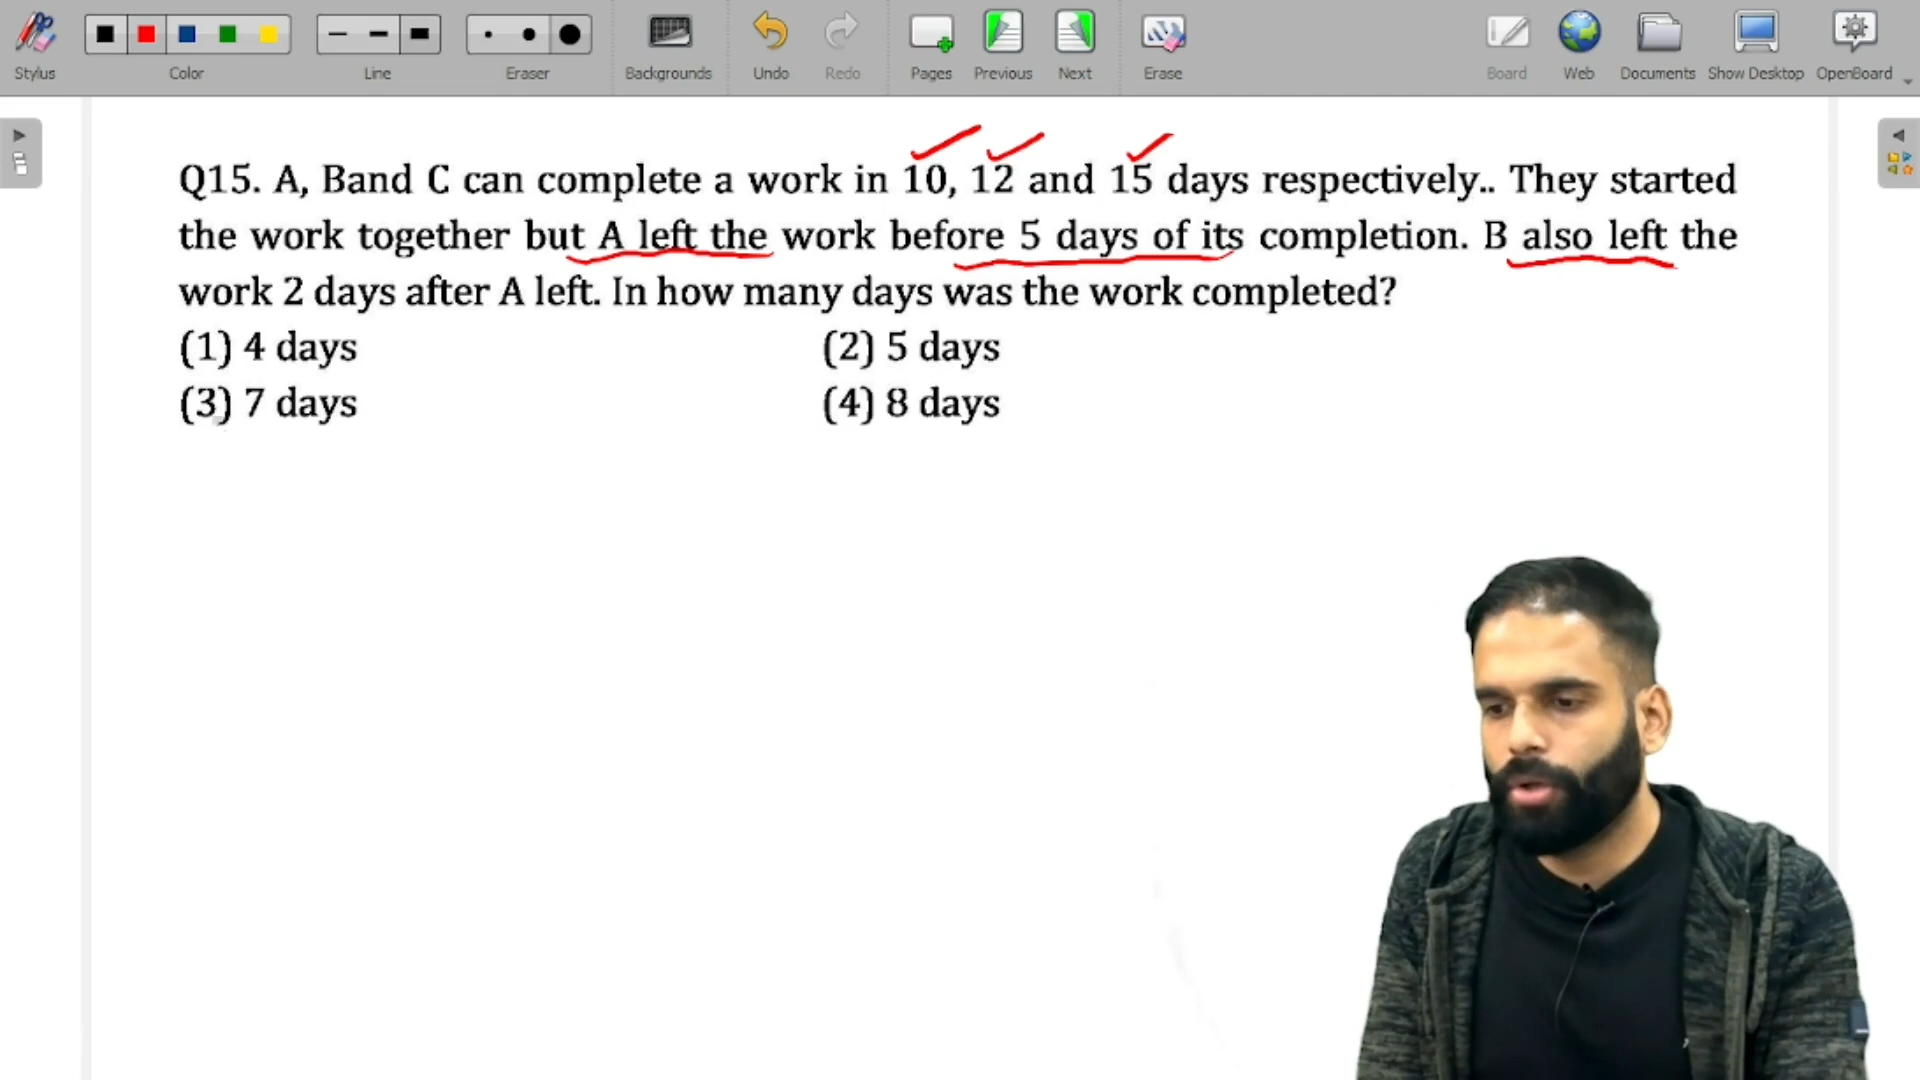 Stylus
Color
Line
Eraser
Backgrounds
Undo
Redo
Pages
Previous
Next
Erase
Board
Web
Documents
Show Desktop
OpenBoard
Q15. A, Band C can complete a work in 10, 12 and 15 days respectively.. They started
the work together but A left the work before 5 days of its completion. B also left the
work 2 days after A left. In how many days was the work completed?
(1) 4 days
(2) 5 days
(3) 7 days
(4) 8 days